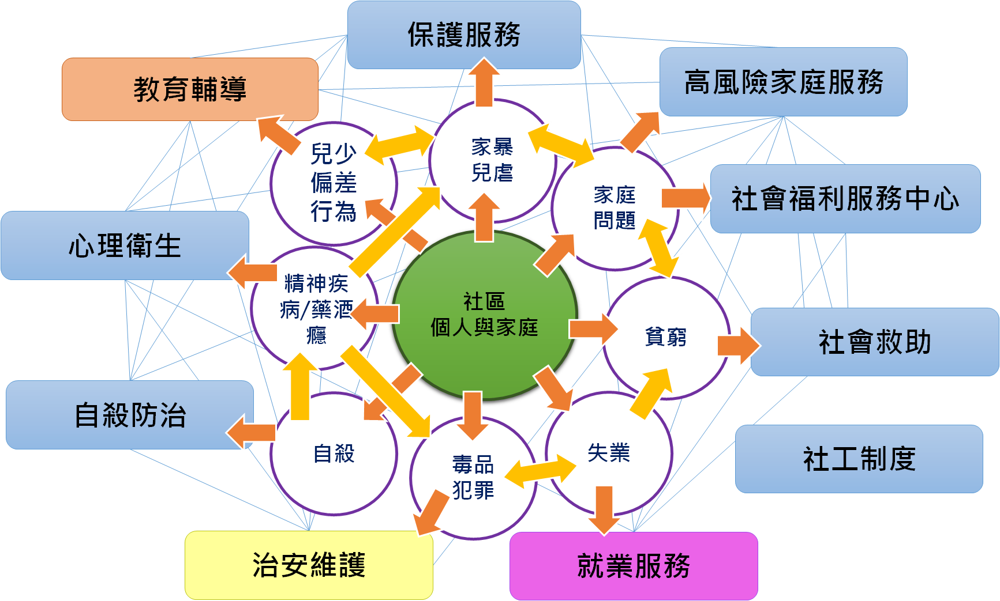 保護服務
高風險家庭服務
教育輔導
家暴
兒虐
兒少
偏差
行為
家庭
問題
社會福利服務中心
心理衛生
精神疾
病/藥酒
癮
社區
個人與家庭
貧窮
社會救助
自殺防治
自殺
毒品
犯罪
失業
社工制度
治安維護
就業服務